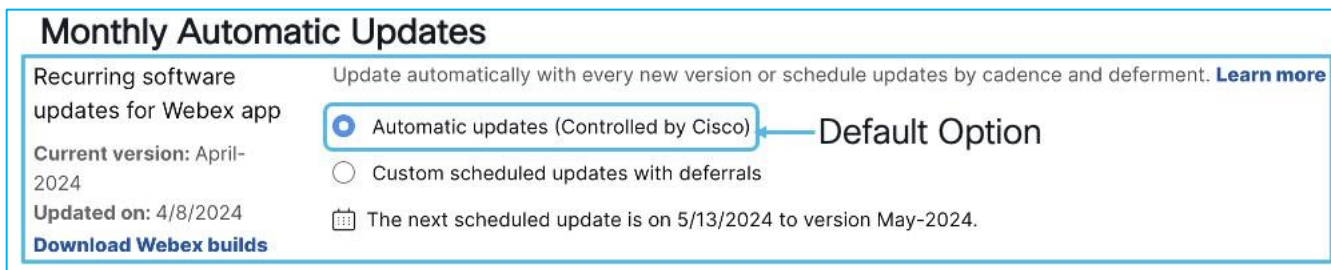 Monthly Automatic Updates
Recurring software
updates for Webex app
Current version: April-
2024
Updated on: 4/8/2024
Download Webex builds
Update automatically with every new version or schedule updates by cadence and deferment. Learn more
Automatic updates (Controlled by Cisco)
Default Option
Custom scheduled updates with deferrals
The next scheduled update is on 5/13/2024 to version May-2024.